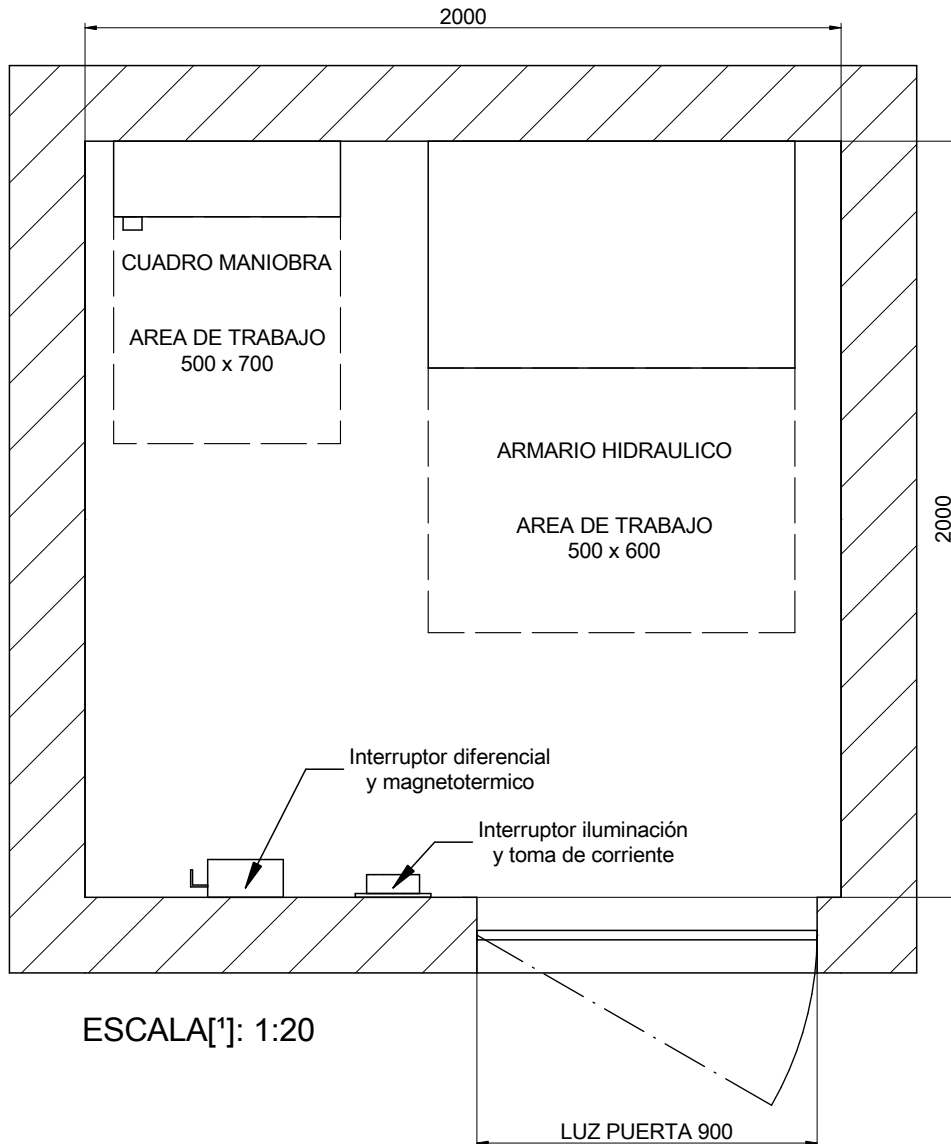 2000
CUADRO MANIOBRA
AREA DE TRABAJO
500 x 700
ARMARIO HIDRAULICO
AREA DE TRABAJO
500 x 600
2000
Interruptor diferencial
y magnetotermico
Interruptor iluminación
y toma de corriente
ESCALA[¹]: 1:20
LUZ PUERTA 900